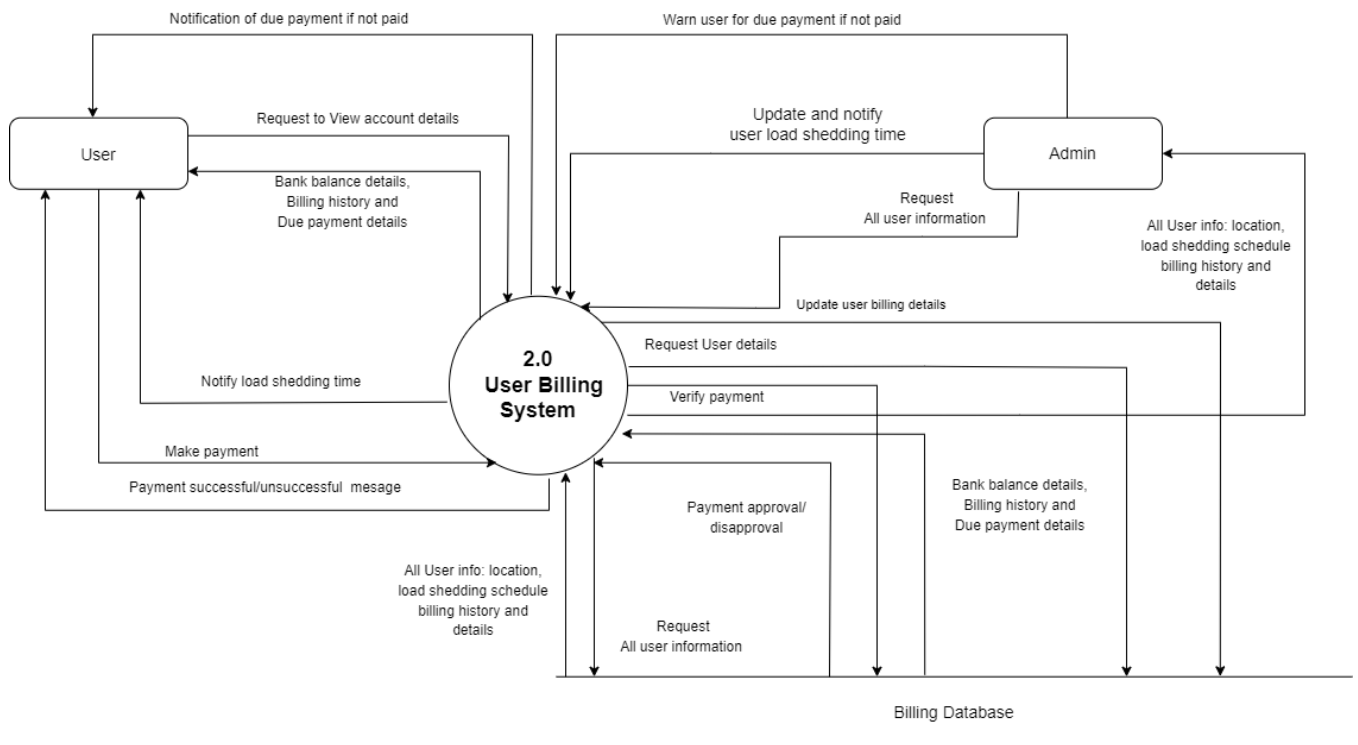 Notification of due payment if not paid
Warn user for due payment if not paid
Request to View account details
Update and notify
user load shedding time
User
Admin
Bank balance details,
Billing history and
Due payment details
Request
All user information
All User info: location,
load shedding schedule
billing history and
details
Update user billing details
2.0
User Billing
System
Request User details
Notify load shedding time
Verify payment
Make payment
Payment successful/unsuccessful mesage
Payment approval/
disapproval
Bank balance details,
Billing history and
Due payment details
All User info: location,
load shedding schedule
billing history and
details
Request
All user information
Billing Database